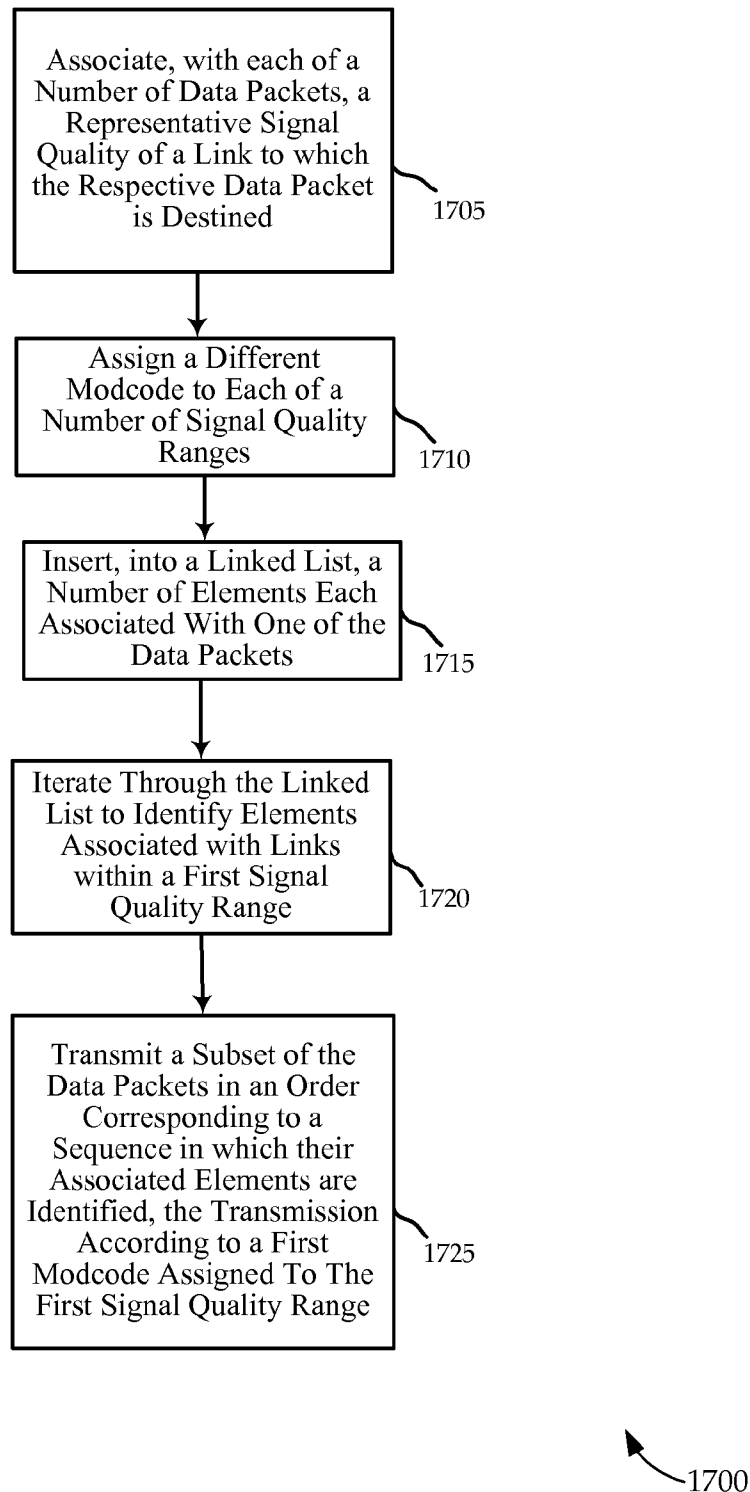 Associate, with each of a
Number of Data Packets, a
Representative Signal
Quality of a Link to which
the Respective Data Packet
is Destined
1705
Assign a Different
Modcode to Each of a
Number of Signal Quality
Ranges
1710
Insert, into a Linked List, a
Number of Elements Each
Associated With One of the
Data Packets
1715
Iterate Through the Linked
List to Identify Elements
Associated with Links
within a First Signal
Quality Range
1720
Transmit a Subset of the
Data Packets in an Order
Corresponding to a
Sequence in which their
Associated Elements are
Identified, the Transmission
According to a First
Modcode Assigned To The
First Signal Quality Range
1725
1700